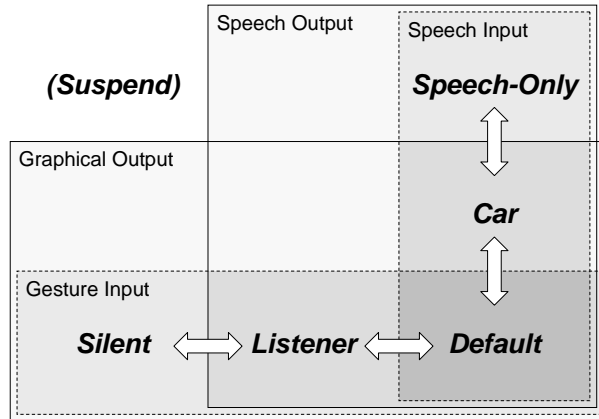 Speech Output
Speech Input
(Suspend)
Speech-Only
Graphical Output
Car
Gesture Input
Silent
Listener
Default